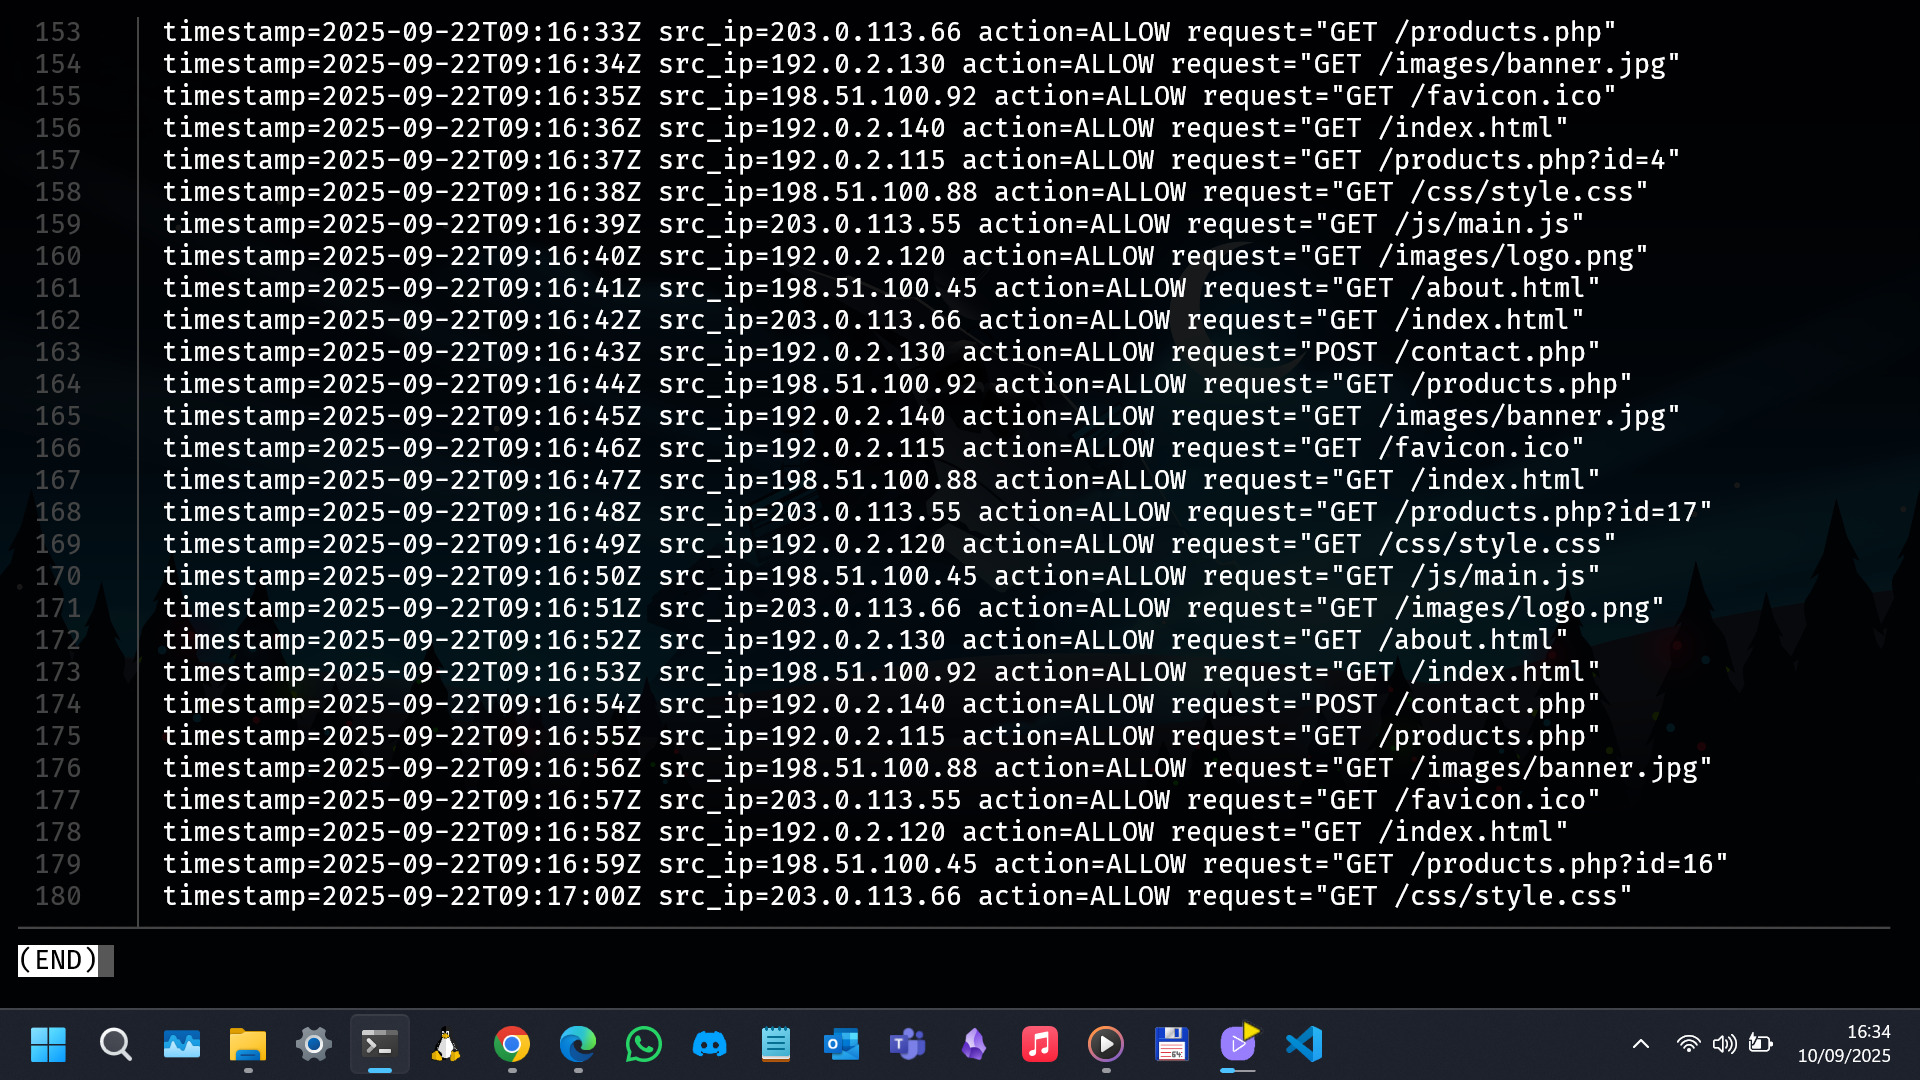 153 timestamp=2025-09-22T09:16:33Z src_ip=203.0.113.66 action=ALLOW request="GET /products.php"
154 timestamp=2025-09-22T09:16:34Z src_ip=192.0.2.130 action=ALLOW request="GET /images/banner.jpg"
155 timestamp=2025-09-22T09:16:35Z src_ip=198.51.100.92 action=ALLOW request="GET /favicon.ico"
156 timestamp=2025-09-22T09:16:36Z src_ip=192.0.2.140 action=ALLOW request="GET /index.html"
157 timestamp=2025-09-22T09:16:37Z src_ip=192.0.2.115 action=ALLOW request="GET /products.php?id=4"
158 timestamp=2025-09-22T09:16:38Z src_ip=198.51.100.88 action=ALLOW request="GET /css/style.css"
159 timestamp=2025-09-22T09:16:39Z src_ip=203.0.113.55 action=ALLOW request="GET /js/main.js"
160 timestamp=2025-09-22T09:16:40Z src_ip=192.0.2.120 action=ALLOW request="GET /images/logo.png"
161 timestamp=2025-09-22T09:16:41Z src_ip=198.51.100.45 action=ALLOW request="GET /about.html"
162 timestamp=2025-09-22T09:16:42Z src_ip=203.0.113.66 action=ALLOW request="GET /index.html"
163 timestamp=2025-09-22T09:16:43Z src_ip=192.0.2.130 action=ALLOW request="POST /contact.php"
164 timestamp=2025-09-22T09:16:44Z src_ip=198.51.100.92 action=ALLOW request="GET /products.php"
165 timestamp=2025-09-22T09:16:45Z src_ip=192.0.2.140 action=ALLOW request="GET /images/banner.jpg"
166 timestamp=2025-09-22T09:16:46Z src_ip=192.0.2.115 action=ALLOW request="GET /favicon.ico"
167 timestamp=2025-09-22T09:16:47Z src_ip=198.51.100.88 action=ALLOW request="GET /index.html"
168 timestamp=2025-09-22T09:16:48Z src_ip=203.0.113.55 action=ALLOW request="GET /products.php?id=17"
169 timestamp=2025-09-22T09:16:49Z src_ip=192.0.2.120 action=ALLOW request="GET /css/style.css"
170 timestamp=2025-09-22T09:16:50Z src_ip=198.51.100.45 action=ALLOW request="GET /js/main.js"
171 timestamp=2025-09-22T09:16:51Z src_ip=203.0.113.66 action=ALLOW request="GET /images/logo.png"
172 timestamp=2025-09-22T09:16:52Z src_ip=192.0.2.130 action=ALLOW request="GET /about.html"
173 timestamp=2025-09-22T09:16:53Z src_ip=198.51.100.92 action=ALLOW request="GET /index.html"
174 timestamp=2025-09-22T09:16:54Z src_ip=192.0.2.140 action=ALLOW request="POST /contact.php"
175 timestamp=2025-09-22T09:16:55Z src_ip=192.0.2.115 action=ALLOW request="GET /products.php"
176 timestamp=2025-09-22T09:16:56Z src_ip=198.51.100.88 action=ALLOW request="GET /images/banner.jpg"
177 timestamp=2025-09-22T09:16:57Z src_ip=203.0.113.55 action=ALLOW request="GET /favicon.ico"
178 timestamp=2025-09-22T09:16:58Z src_ip=192.0.2.120 action=ALLOW request="GET /index.html"
179 timestamp=2025-09-22T09:16:59Z src_ip=198.51.100.45 action=ALLOW request="GET /products.php?id=16"
180 timestamp=2025-09-22T09:17:00Z src_ip=203.0.113.66 action=ALLOW request="GET /css/style.css"
(END)
16:34
10/09/2025